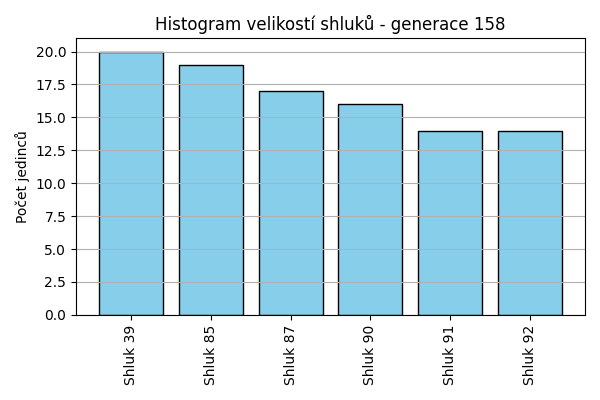 Histogram velikostí shluků - generace 158
Počet jedinců
20.0
17.5
15.0
12.5
10.0
7.5
5.0
2.5
0.0
Shluk 39
Shluk 85
Shluk 87
Shluk 90
Shluk 91
Shluk 92